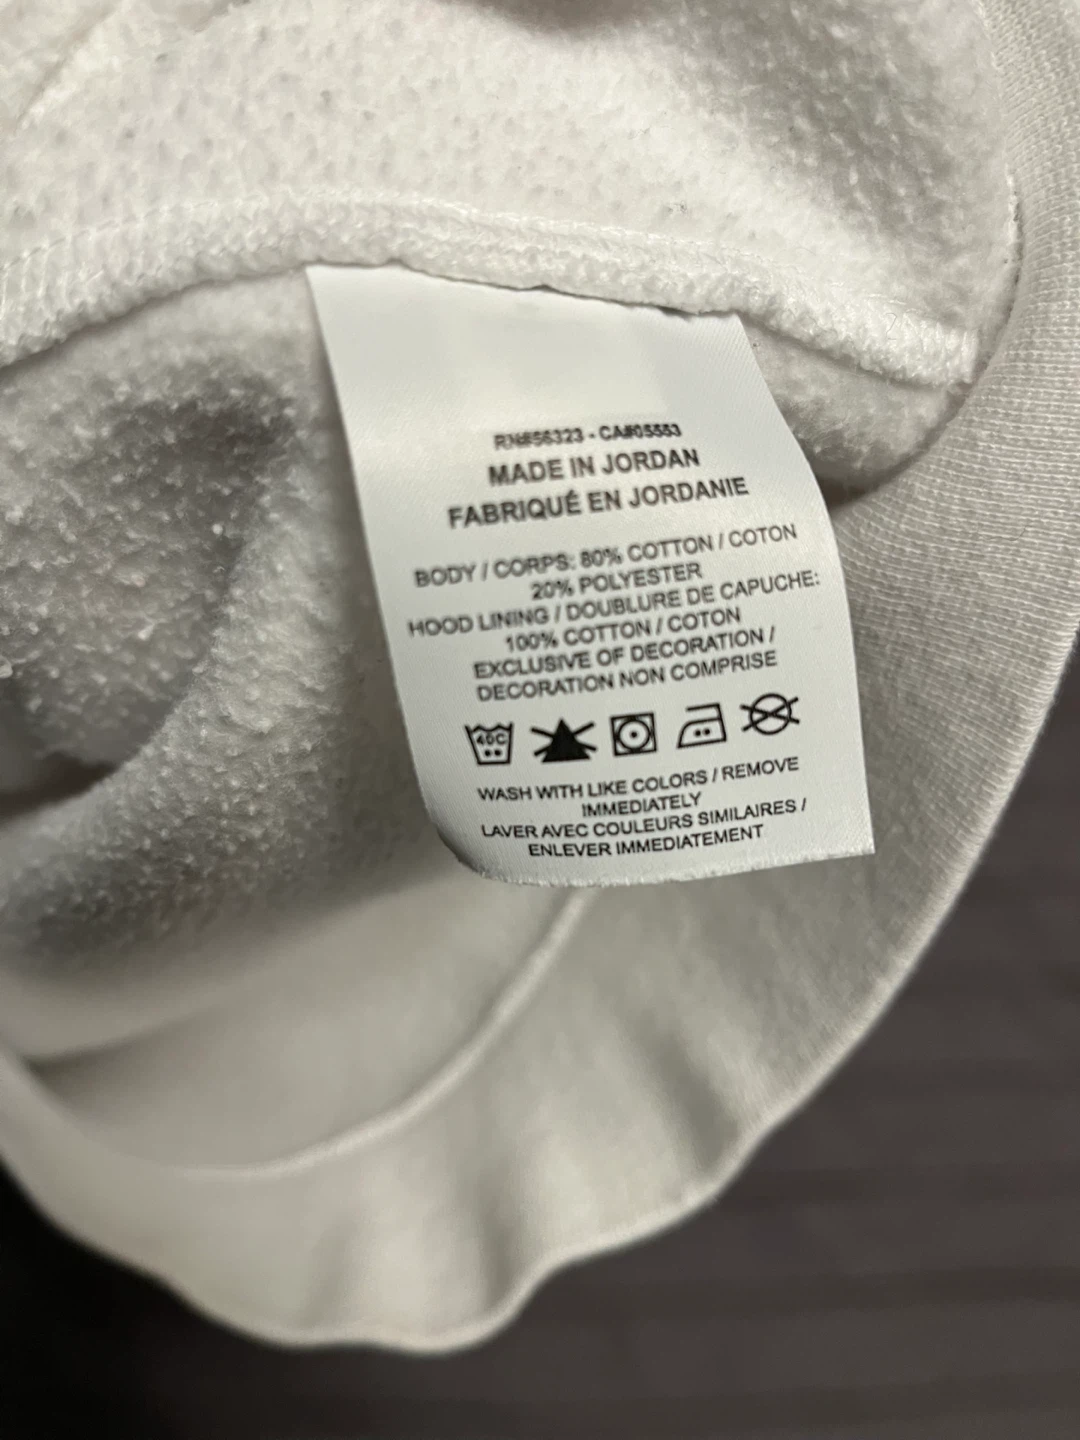 RN#56323 - CA#05553
MADE IN JORDAN
FABRIQUÉ EN JORDANIE
BODY / CORPS: 80% COTTON / COTON
20% POLYESTER
HOOD LINING / DOUBLURE DE CAPUCHE:
100% COTTON / COTON
EXCLUSIVE OF DECORATION /
DECORATION NON COMPRISE
40C
WASH WITH LIKE COLORS / REMOVE
IMMEDIATELY
LAVER AVEC COULEURS SIMILAIRES /
ENLEVER IMMEDIATEMENT